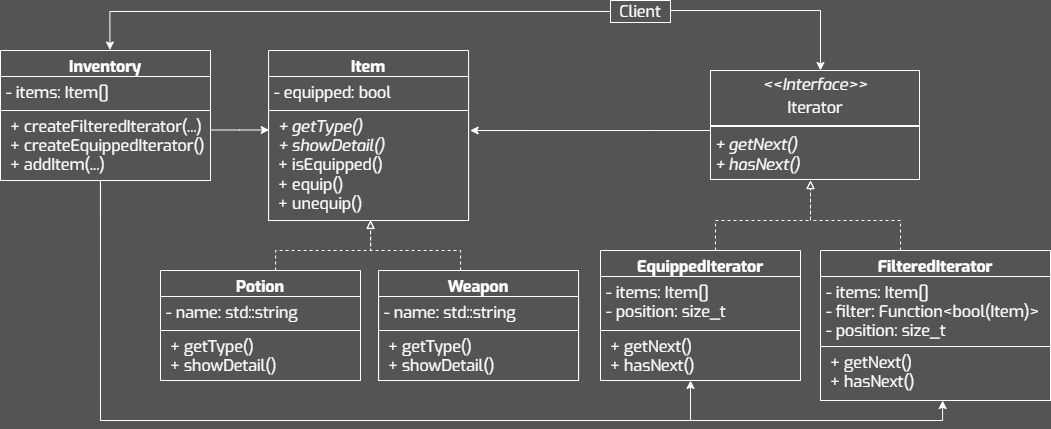 Client
Inventory
- items: Item[]
+ createFilteredIterator(...)
+ createEquippedIterator()
+ addItem(...)
Item
- equipped: bool
+ getType()
+ showDetail()
+ isEquipped()
+ equip()
+ unequip()
<<Interface>>
Iterator
+ getNext()
+ hasNext()
Potion
- name: std::string
+ getType()
+ showDetail()
Weapon
- name: std::string
+ getType()
+ showDetail()
EquippedIterator
- items: Item[]
- position: size_t
+ getNext()
+ hasNext()
FilteredIterator
- items: Item[]
- filter: Function<bool(Item)>
- position: size_t
+ getNext()
+ hasNext()